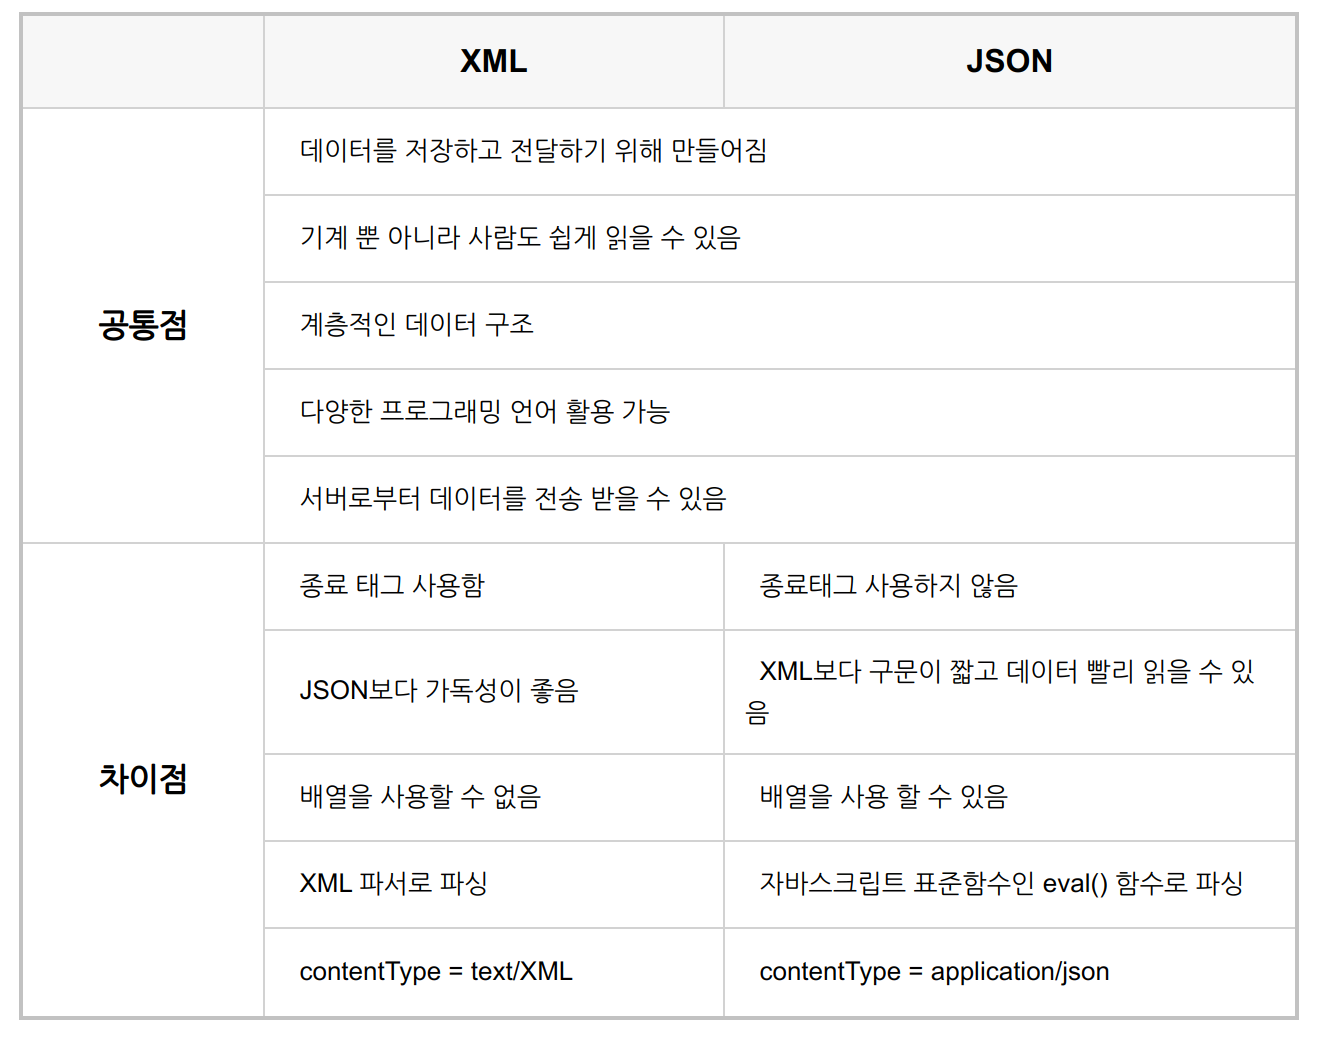 XML JSON
데이터를 저장하고 전달하기 위해 만들어짐
기계 뿐 아니라 사람도 쉽게 읽을 수 있음
공통점
계층적인 데이터 구조
다양한 프로그래밍 언어 활용 가능
서버로부터 데이터를 전송 받을 수 있음
종료 태그 사용함 종료태그 사용하지 않음
JSON보다 가독성이 좋음 XML보다 구문이 짧고 데이터 빨리 읽을 수 있
음
차이점
배열을 사용할 수 없음 배열을 사용 할 수 있음
XML 파서로 파싱 자바스크립트 표준함수인 eval() 함수로 파싱
contentType = text/XML contentType = application/json